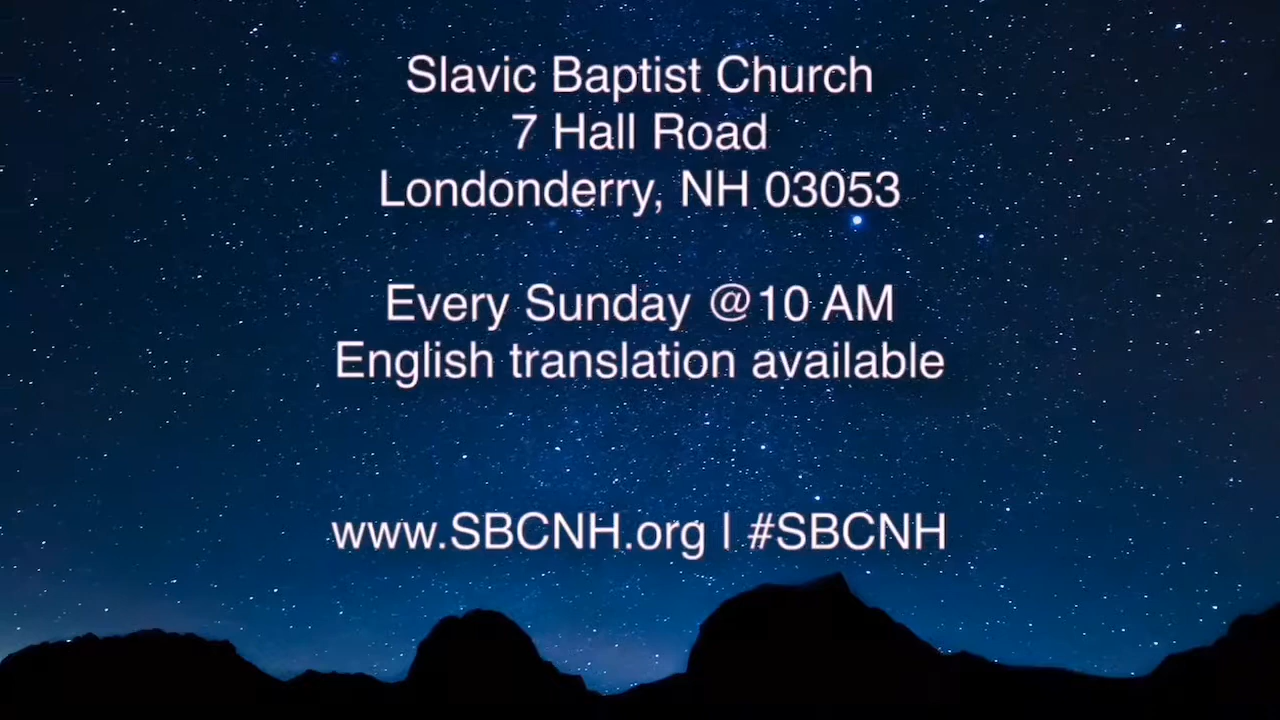 Slavic Baptist Church
7 Hall Road
Londonderry, NH 03053
Every Sunday @10 AM
English translation available
www.SBCNH.org | #SBCNH